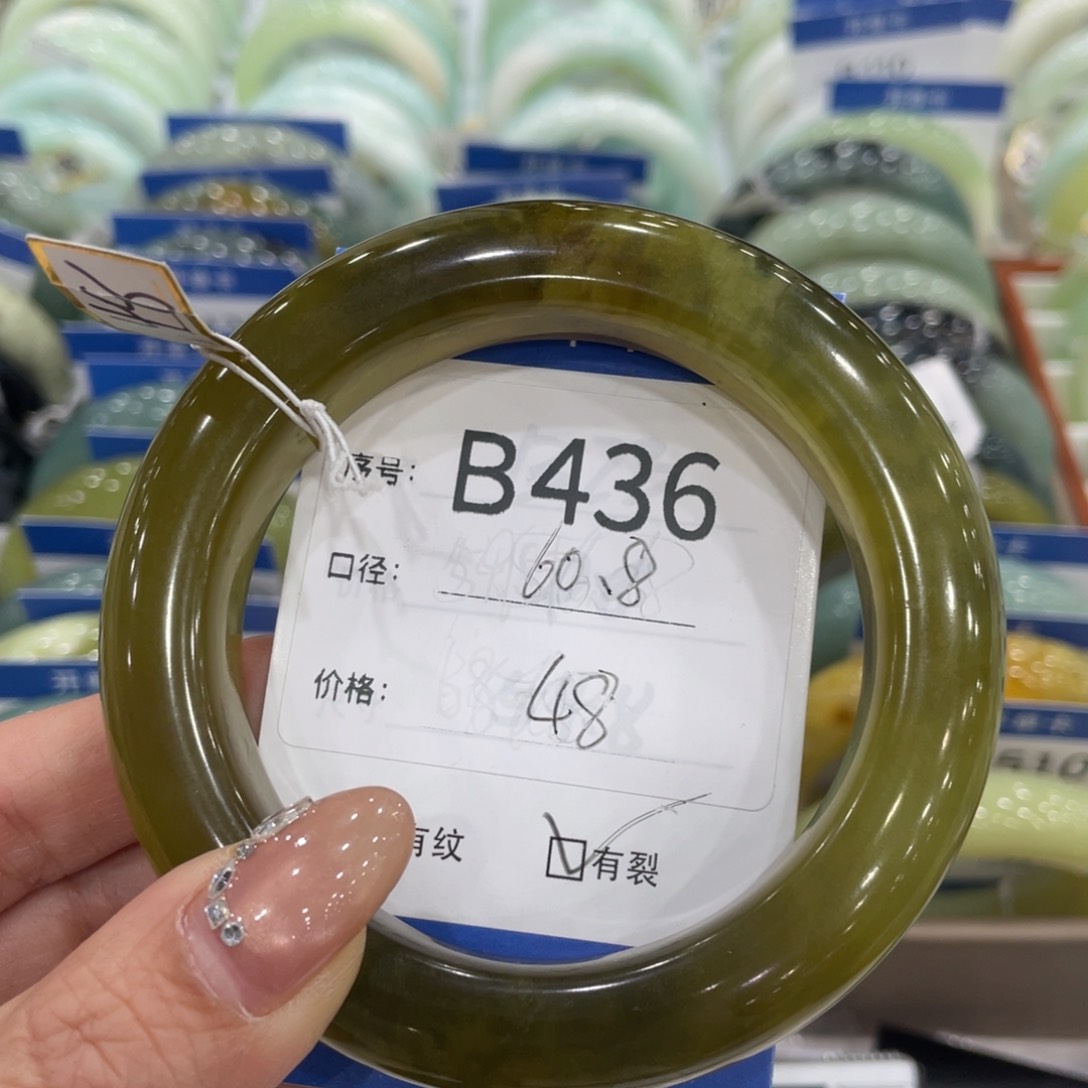 序号： B436
口径： 60.8
价格： 48
有纹 ☑有裂